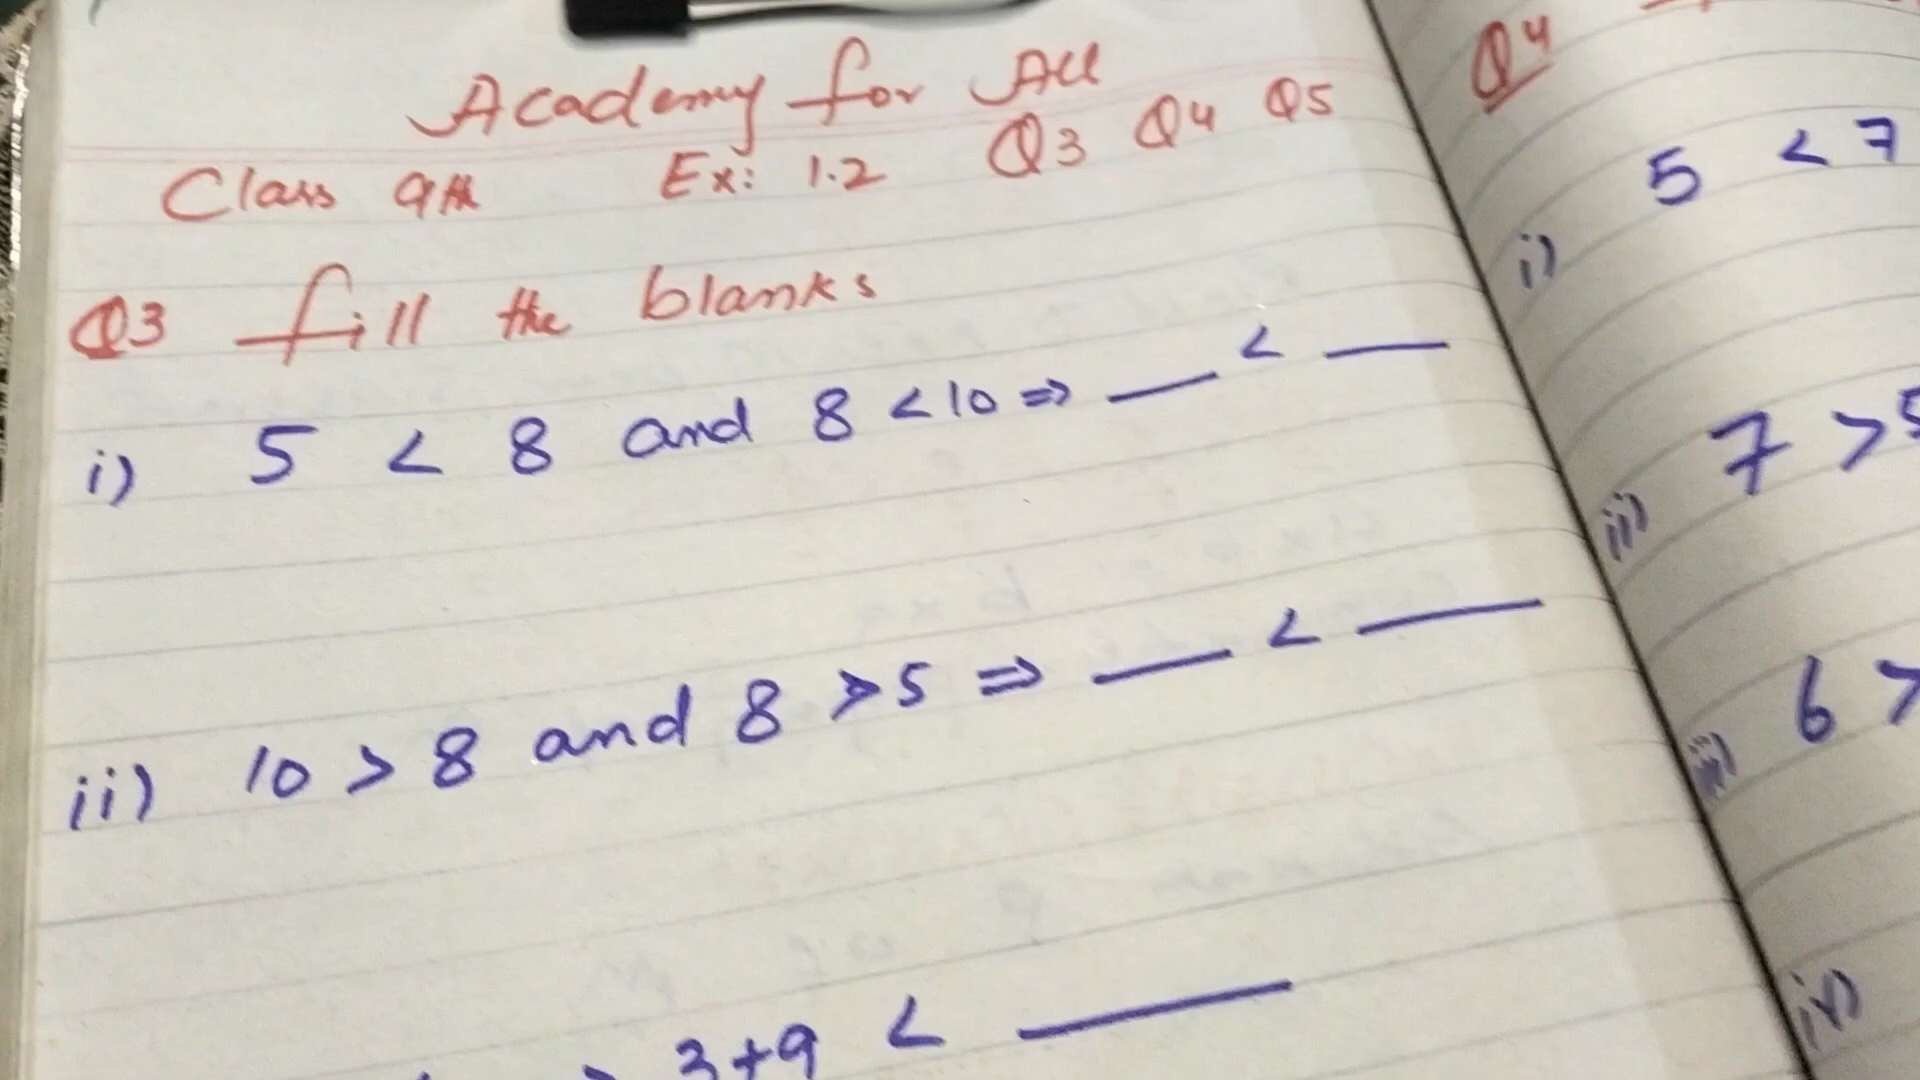 Academy for All
Class 9th Ex: 1.2 Q3 Q4 Q5
Q3 fill the blanks
i) 5 < 8 and 8 < 10 ⇒ __ < __
ii) 10 > 8 and 8 > 5 ⇒ __ < __
3+9 < __
Q4
5 < 7
i)
7 > 5
ii)
6 >
iii)
iv)